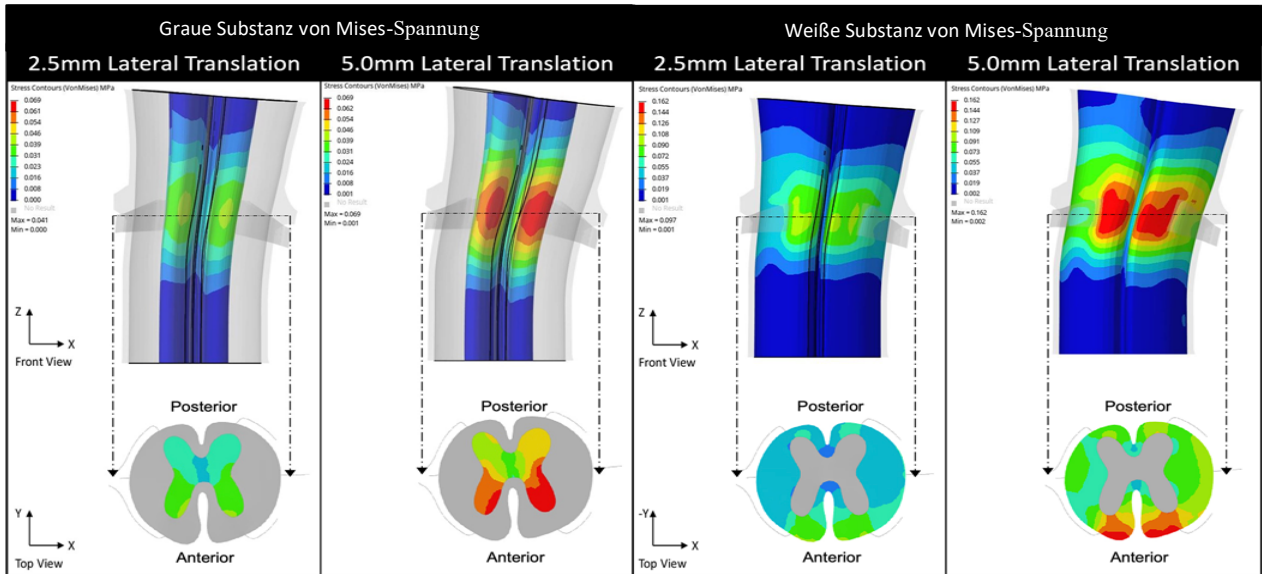 Graue Substanz von Mises-Spannung
Weiße Substanz von Mises-Spannung
2.5mm Lateral Translation
5.0mm Lateral Translation
2.5mm Lateral Translation
5.0mm Lateral Translation
Stress Contours (VonMises) MPa
0.069
0.061
0.054
0.046
0.039
0.031
0.023
0.016
0.008
0.000
No Result
Max = 0.041
Min = 0.000
Z
X
Front View
Posterior
Anterior
Y
X
Top View
Stress Contours (VonMises) MPa
0.069
0.062
0.054
0.046
0.039
0.031
0.024
0.016
0.008
0.001
No Result
Max = 0.069
Min = 0.001
Posterior
Anterior
Stress Contours (VonMises) MPa
0.162
0.144
0.126
0.108
0.090
0.072
0.055
0.037
0.019
0.001
No Result
Max = 0.097
Min = 0.001
Z
X
Front View
Posterior
Anterior
-Y
X
Top View
Stress Contours (VonMises) MPa
0.162
0.144
0.127
0.109
0.091
0.073
0.055
0.037
0.019
0.002
No Result
Max = 0.162
Min = 0.002
Posterior
Anterior